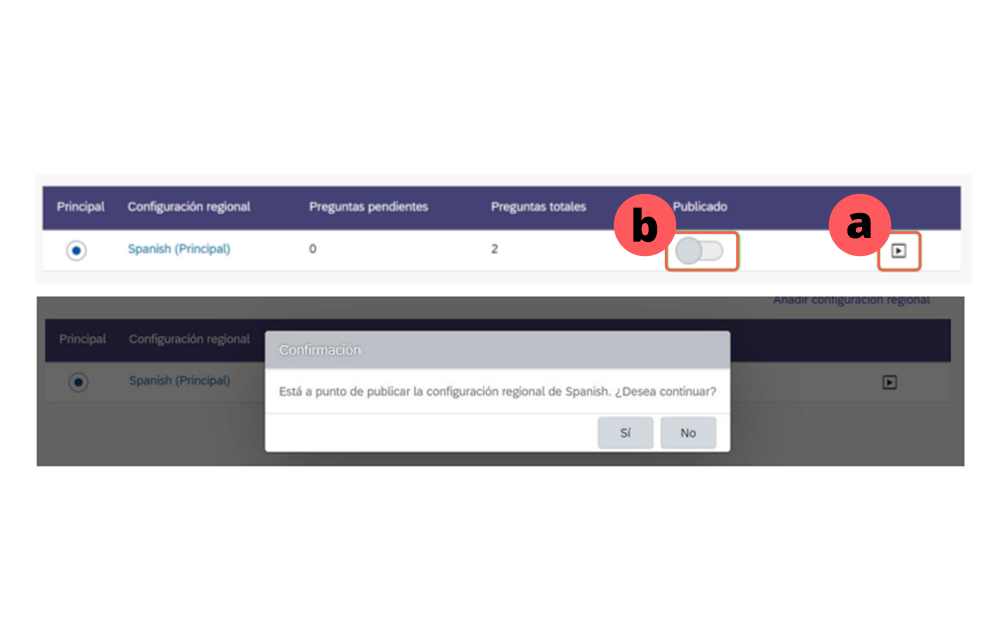 Principal Configuración regional Preguntas pendientes Preguntas totales b Publicado a
Spanish (Principal) 0 2
Añadir configuración regional
Principal Configuración regional
Confirmación
Spanish (Principal)
Está a punto de publicar la configuración regional de Spanish. ¿Desea continuar?
Sí No